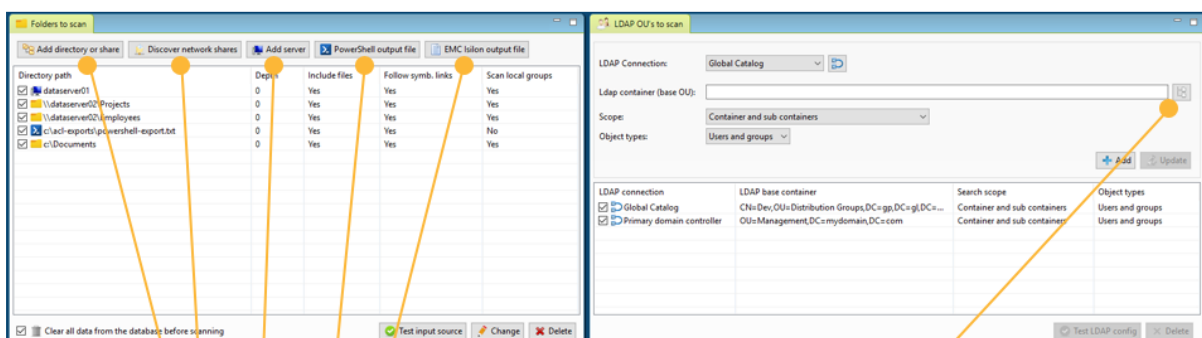 Folders to scan
Add directory or share Discover network shares Add server PowerShell output file EMC Isilon output file
Directory path Depth Include files Follow symb. links Scan local groups
dataserver01 0 Yes Yes Yes
\\dataserver02\Projects 0 Yes Yes Yes
\\dataserver02\Employees 0 Yes Yes Yes
c:\acl-exports\powershell-export.txt 0 Yes Yes No
c:\Documents 0 Yes Yes Yes
Clear all data from the database before scanning Test input source Change Delete
LDAP OU's to scan
LDAP Connection: Global Catalog
Ldap container (base OU):
Scope: Container and sub containers
Object types: Users and groups
Add Update
LDAP connection LDAP base container Search scope Object types
Global Catalog CN=Dev,OU=Distribution Groups,DC=gp,DC=gl,DC=... Container and sub containers Users and groups
Primary domain controller OU=Management,DC=mydomain,DC=com Container and sub containers Users and groups
Test LDAP config Delete